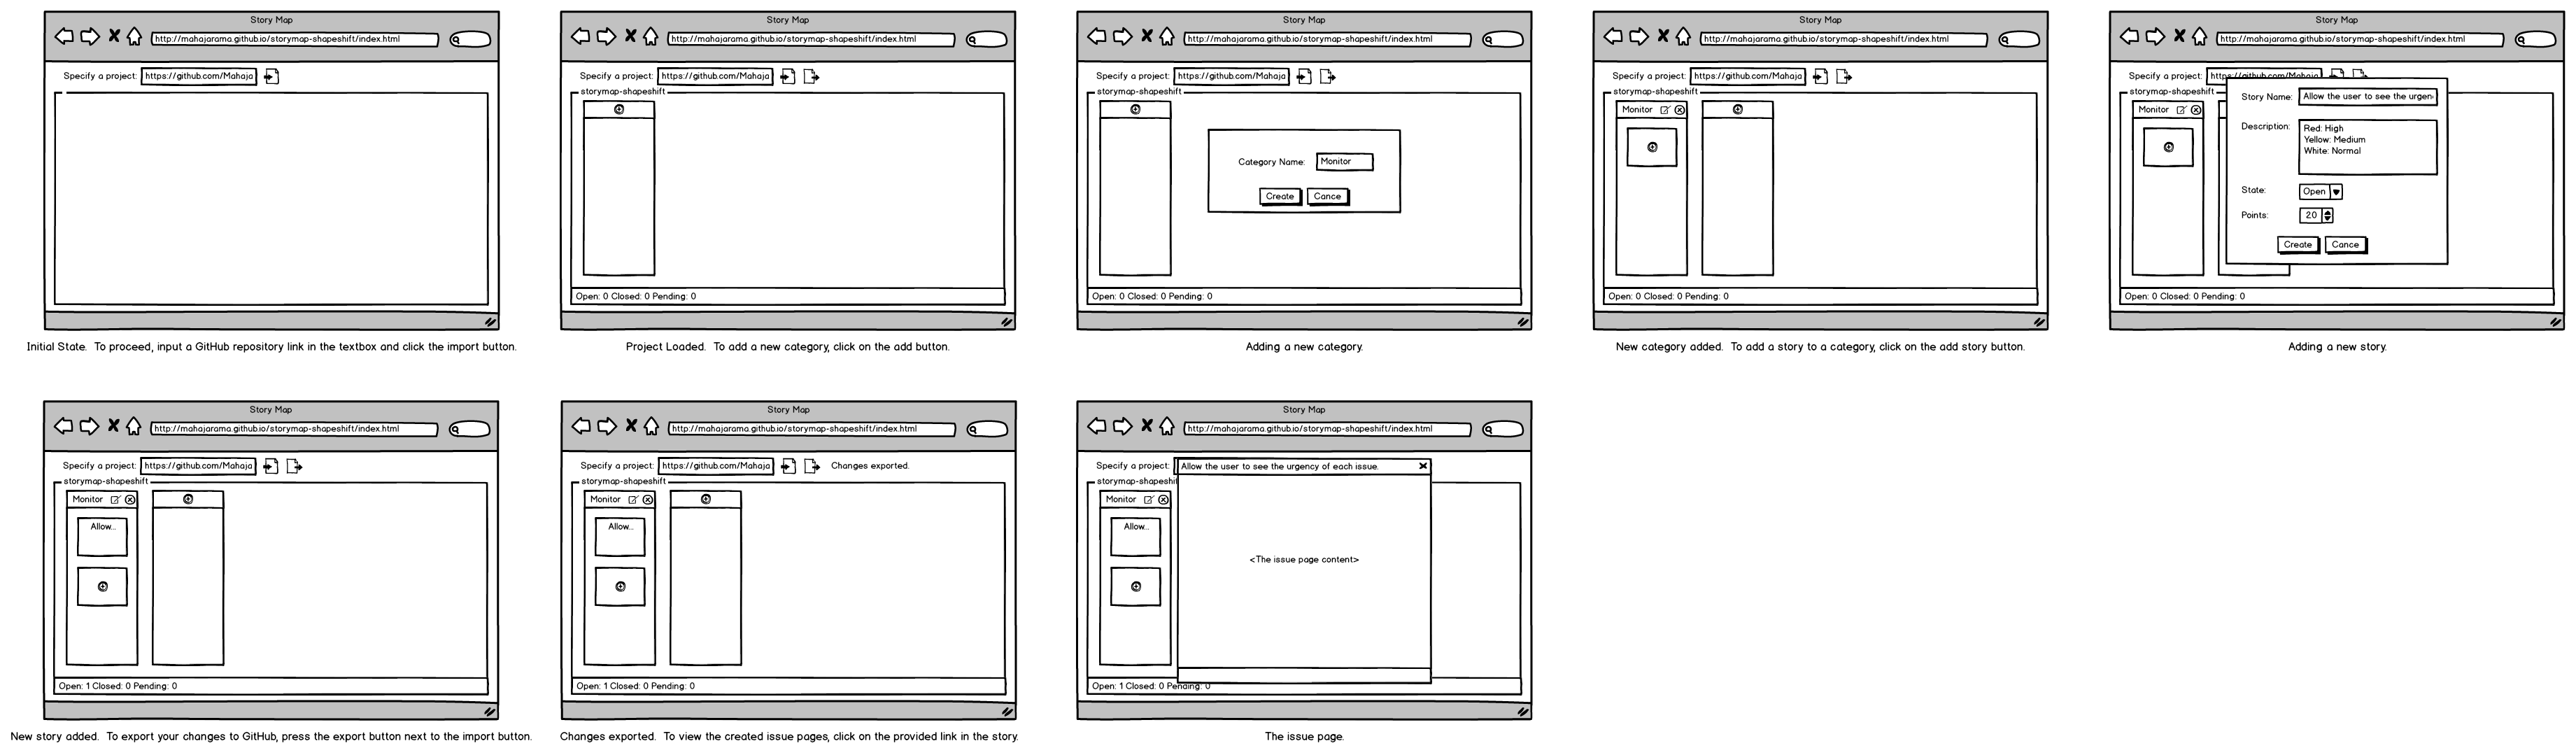 Story Map
http://mahajarama.github.io/storymap-shapeshift/index.html
Specify a project: https://github.com/Mahaja
Initial State. To proceed, input a GitHub repository link in the textbox and click the import button.
Story Map
http://mahajarama.github.io/storymap-shapeshift/index.html
Specify a project: https://github.com/Mahaja
storymap-shapeshift
Open: 0 Closed: 0 Pending: 0
Project Loaded. To add a new category, click on the add button.
Story Map
http://mahajarama.github.io/storymap-shapeshift/index.html
Specify a project: https://github.com/Mahaja
storymap-shapeshift
Category Name: Monitor
Create Cance
Open: 0 Closed: 0 Pending: 0
Adding a new category.
Story Map
http://mahajarama.github.io/storymap-shapeshift/index.html
Specify a project: https://github.com/Mahaja
storymap-shapeshift
Monitor
Open: 0 Closed: 0 Pending: 0
New category added. To add a story to a category, click on the add story button.
Story Map
http://mahajarama.github.io/storymap-shapeshift/index.html
Specify a project: https://github.com/Mahaja
storymap-shapeshift
Monitor
Story Name: Allow the user to see the urgen
Description: Red: High
Yellow: Medium
White: Normal
State: Open
Points: 20
Create Cance
Open: 0 Closed: 0 Pending: 0
Adding a new story.
Story Map
http://mahajarama.github.io/storymap-shapeshift/index.html
Specify a project: https://github.com/Mahaja
storymap-shapeshift
Monitor
Allow...
Open: 1 Closed: 0 Pending: 0
New story added. To export your changes to GitHub, press the export button next to the import button.
Story Map
http://mahajarama.github.io/storymap-shapeshift/index.html
Specify a project: https://github.com/Mahaja Changes exported.
storymap-shapeshift
Monitor
Allow...
Open: 1 Closed: 0 Pending: 0
Changes exported. To view the created issue pages, click on the provided link in the story.
Story Map
http://mahajarama.github.io/storymap-shapeshift/index.html
Specify a project:
Allow the user to see the urgency of each issue.
storymap-shapeshif
Monitor
Allow...
<The issue page content>
Open: 1 Closed: 0 Pending: 0
The issue page.